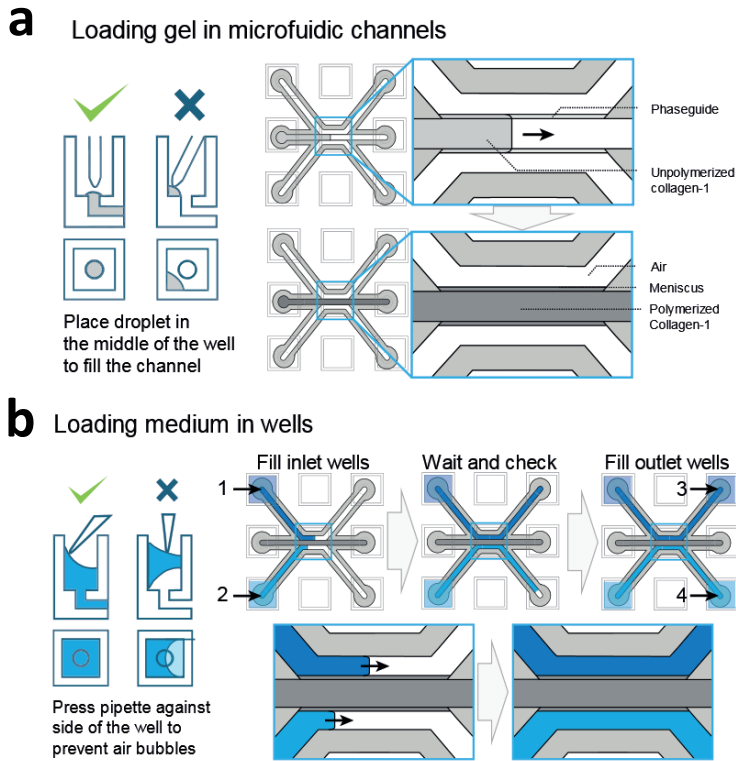 a
Loading gel in microfuidic channels
Phaseguide
Unpolymerized
collagen-1
Air
Meniscus
Polymerized
Collagen-1
Place droplet in
the middle of the well
to fill the channel
b
Loading medium in wells
Fill inlet wells
Wait and check
Fill outlet wells
1
3
2
4
Press pipette against
side of the well to
prevent air bubbles